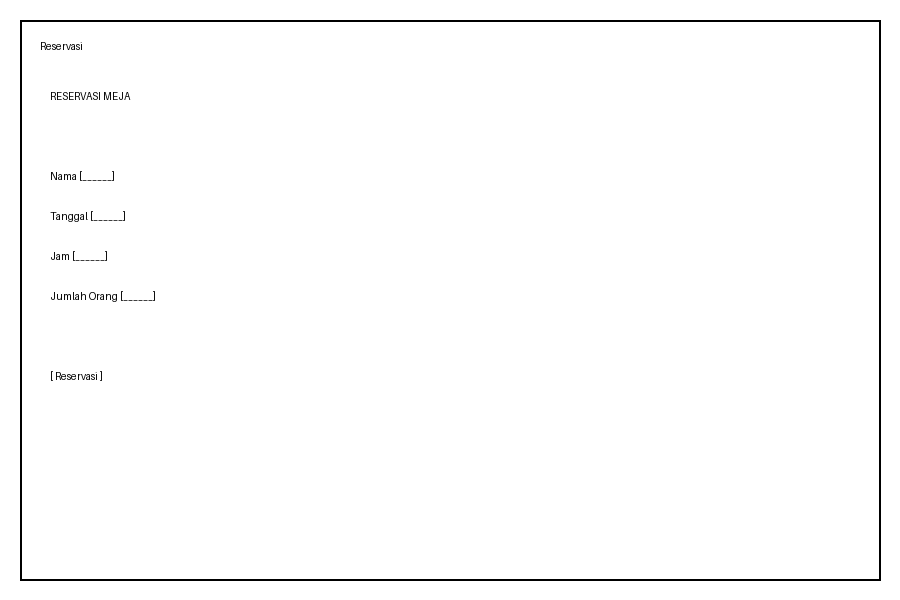 Reservasi
RESERVASI MEJA
Nama [______]
Tanggal [______]
Jam [______]
Jumlah Orang [______]
[ Reservasi ]